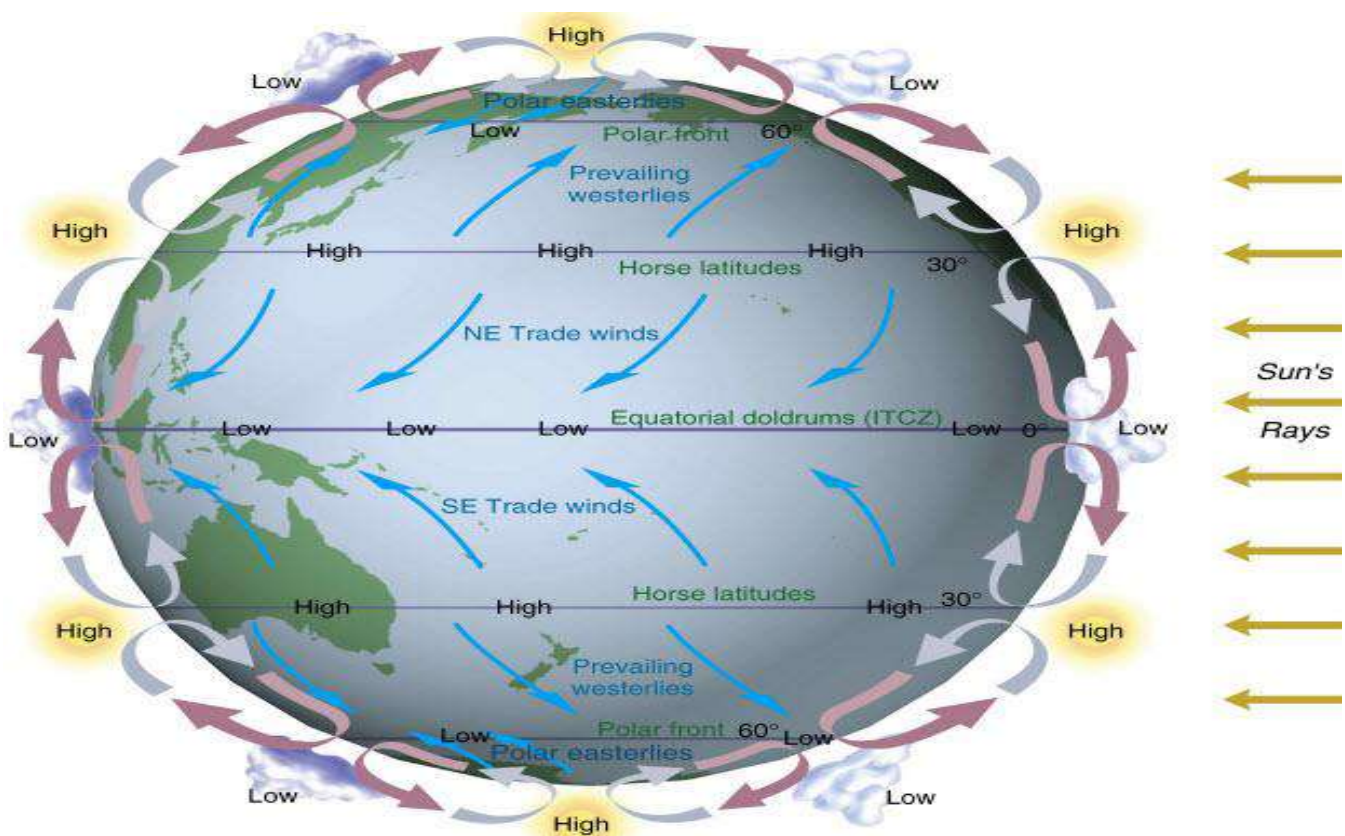 High
Low
Low
Polar easterlies
Low
Polar front
60°
Prevailing
westerlies
High
High
High
High
High
Horse latitudes
30°
NE Trade winds
Sun's
Equatorial doldrums (ITCZ)
Low
Low
Low
Low
Low
0°
Low
Rays
SE Trade winds
Horse latitudes
30°
High
High
High
High
High
Prevailing
westerlies
Polar front
60°
Low
Low
Polar easterlies
Low
Low
High